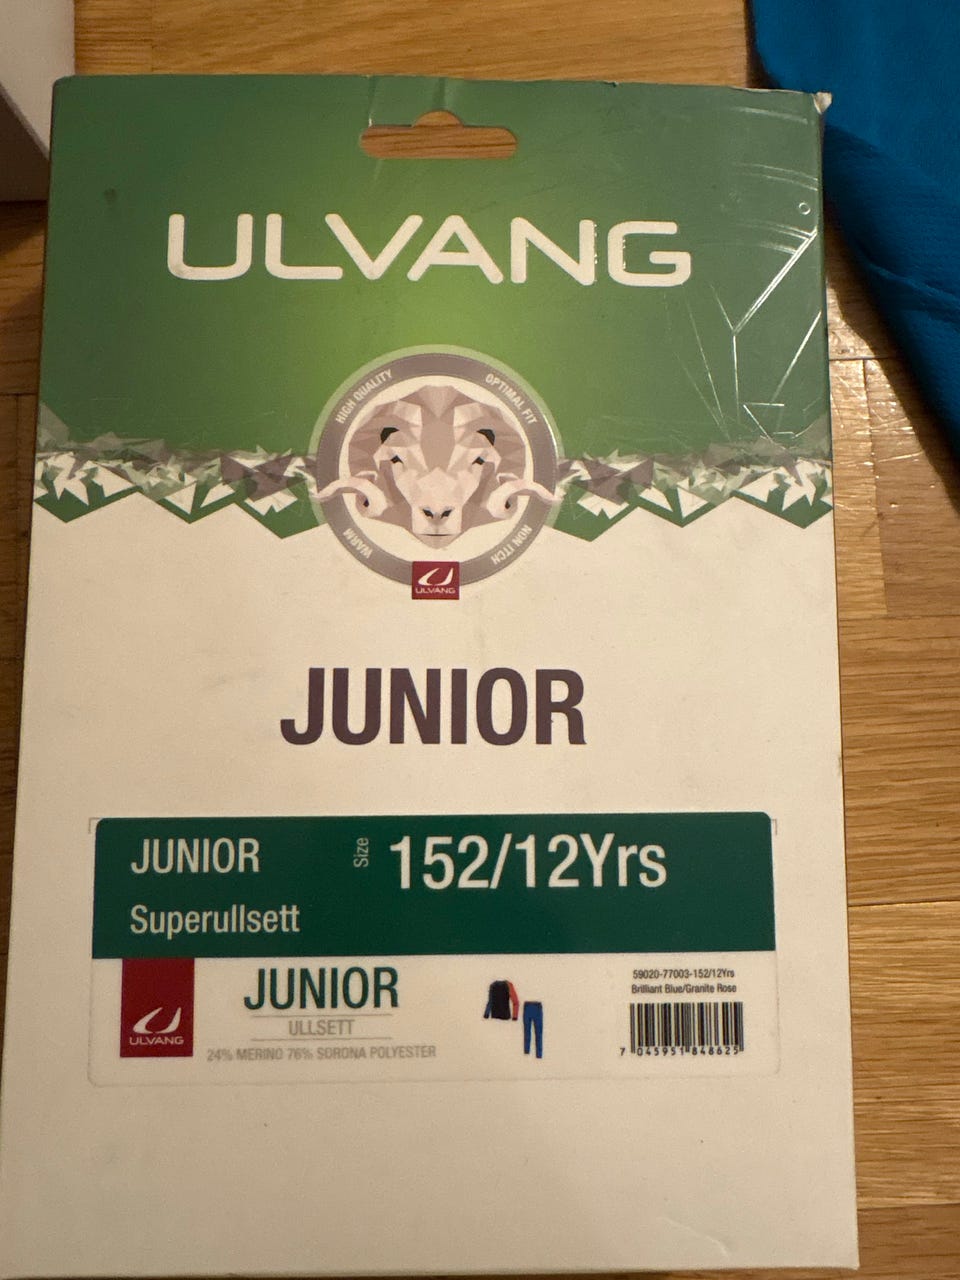 ULVANG
HIGH QUALITY
OPTIMAL FIT
WARM
NON ITCH
ULVANG
JUNIOR
JUNIOR
Size
152/12Yrs
Superullsett
ULVANG
JUNIOR
ULLSETT
24% MERINO 76% SORONA POLYESTER
59020-77003-152/12Yrs
Brilliant Blue/Granite Rose
7 045951 848625